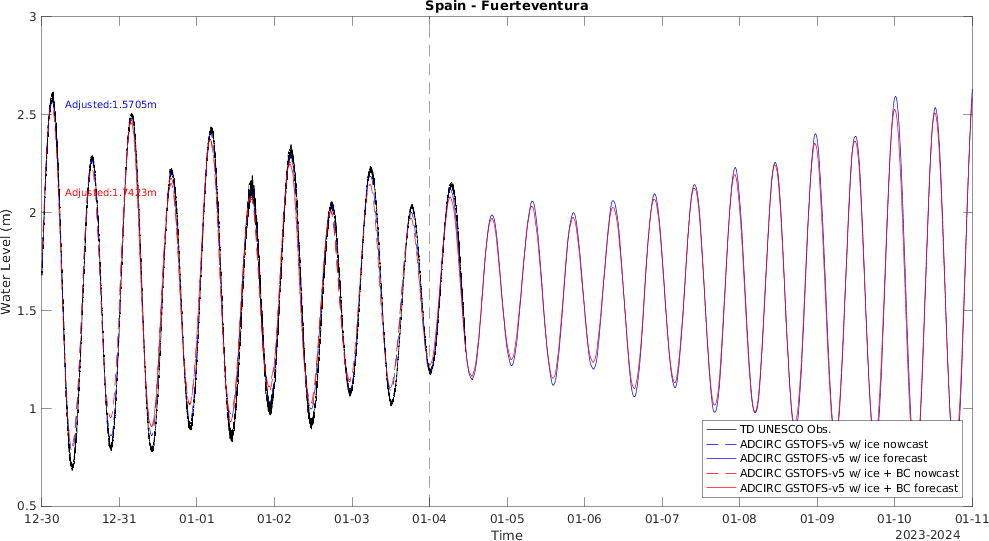 Spain - Fuerteventura
3
2.5
2
1.5
1
0.5
Water Level (m)
Adjusted:1.5705m
Adjusted:1.7423m
TD UNESCO Obs.
ADCIRC GSTOFS-v5 w/ ice nowcast
ADCIRC GSTOFS-v5 w/ ice forecast
ADCIRC GSTOFS-v5 w/ ice + BC nowcast
ADCIRC GSTOFS-v5 w/ ice + BC forecast
12-30 12-31 01-01 01-02 01-03 01-04 01-05 01-06 01-07 01-08 01-09 01-10 01-11
Time
2023-2024